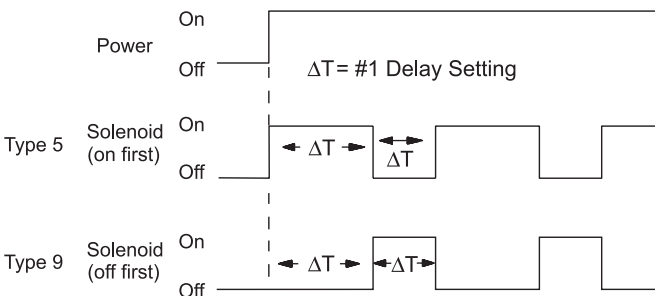 On
Power
Off
ΔT= #1 Delay Setting
On
Type 5 Solenoid
(on first)
ΔT
ΔT
Off
On
Type 9 Solenoid
(off first)
ΔT
ΔT
Off